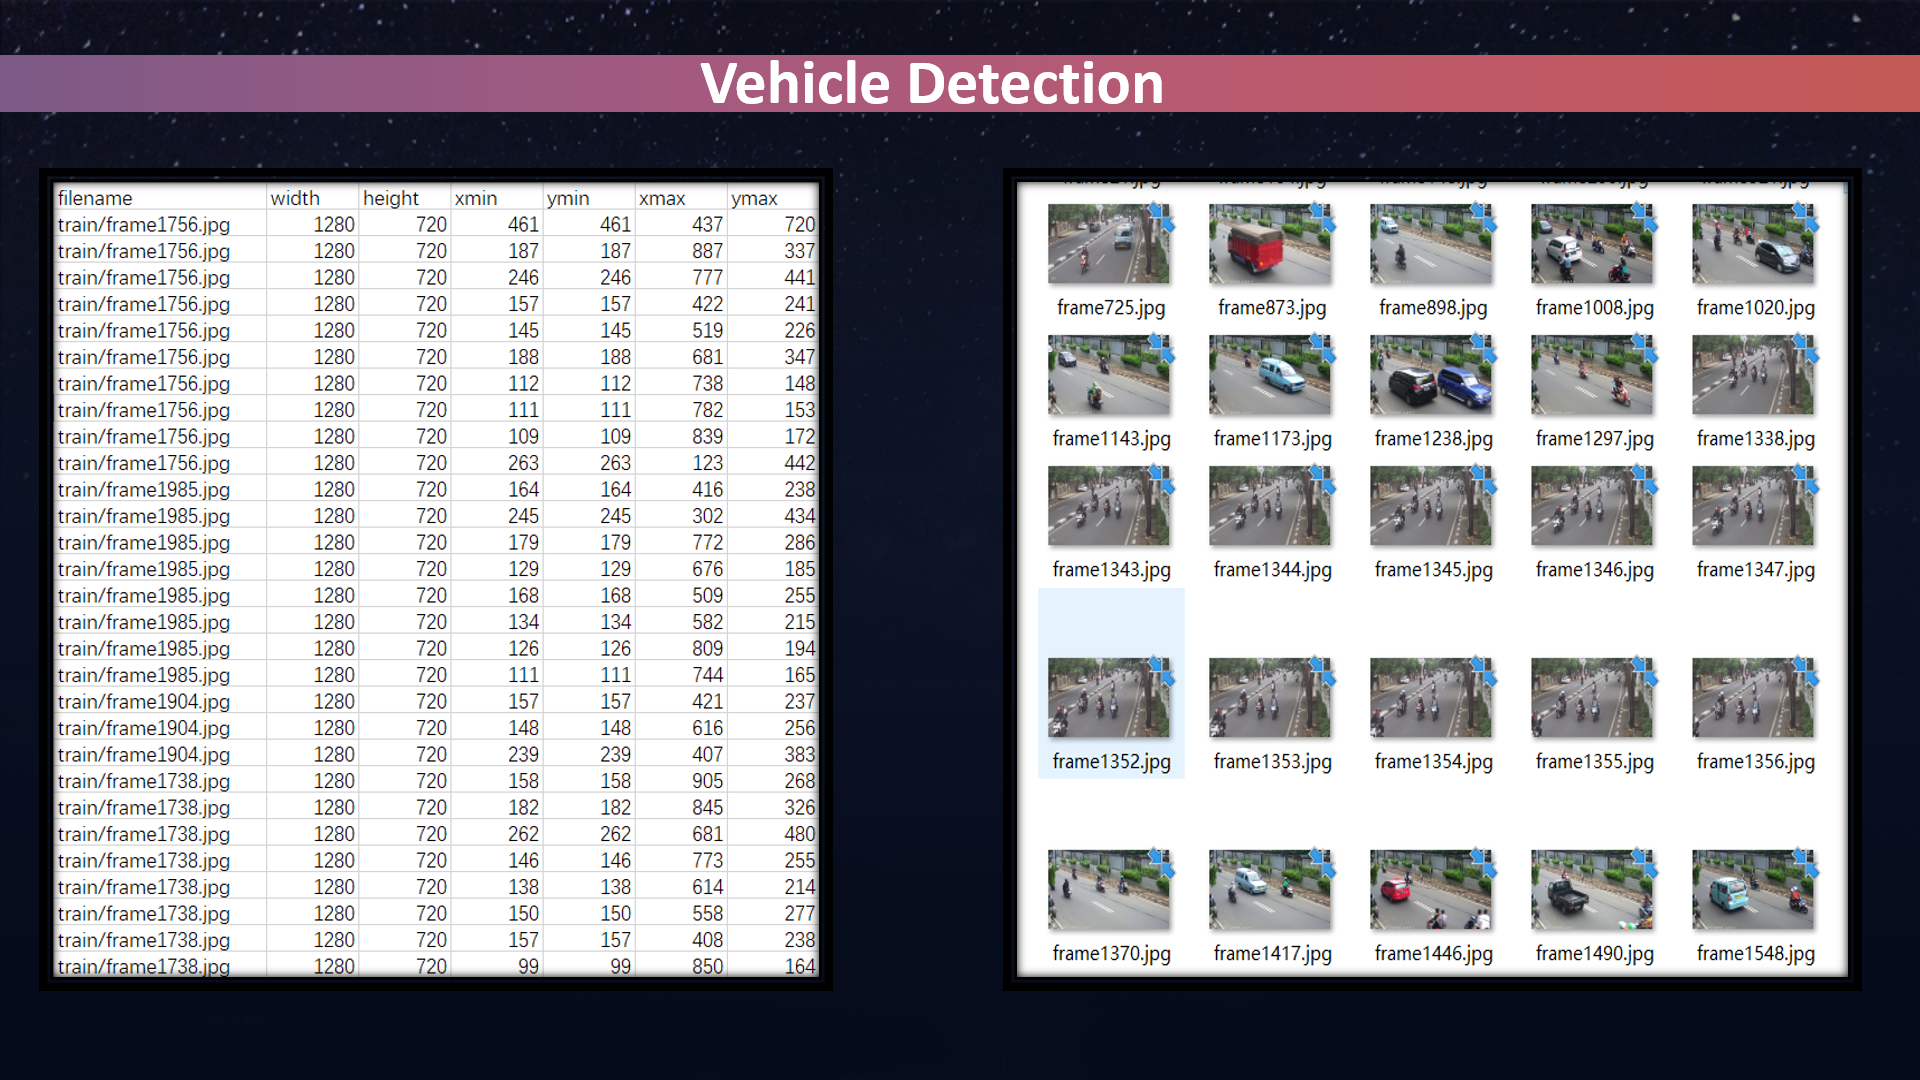 Vehicle Detection
filename width height xmin ymin xmax ymax
train/frame1756.jpg 1280 720 461 461 437 720
train/frame1756.jpg 1280 720 187 187 887 337
train/frame1756.jpg 1280 720 246 246 777 441
train/frame1756.jpg 1280 720 157 157 422 241
train/frame1756.jpg 1280 720 145 145 519 226
train/frame1756.jpg 1280 720 188 188 681 347
train/frame1756.jpg 1280 720 112 112 738 148
train/frame1756.jpg 1280 720 111 111 782 153
train/frame1756.jpg 1280 720 109 109 839 172
train/frame1756.jpg 1280 720 263 263 123 442
train/frame1985.jpg 1280 720 164 164 416 238
train/frame1985.jpg 1280 720 245 245 302 434
train/frame1985.jpg 1280 720 179 179 772 286
train/frame1985.jpg 1280 720 129 129 676 185
train/frame1985.jpg 1280 720 168 168 509 255
train/frame1985.jpg 1280 720 134 134 582 215
train/frame1985.jpg 1280 720 126 126 809 194
train/frame1985.jpg 1280 720 111 111 744 165
train/frame1904.jpg 1280 720 157 157 421 237
train/frame1904.jpg 1280 720 148 148 616 256
train/frame1904.jpg 1280 720 239 239 407 383
train/frame1738.jpg 1280 720 158 158 905 268
train/frame1738.jpg 1280 720 182 182 845 326
train/frame1738.jpg 1280 720 262 262 681 480
train/frame1738.jpg 1280 720 146 146 773 255
train/frame1738.jpg 1280 720 138 138 614 214
train/frame1738.jpg 1280 720 150 150 558 277
train/frame1738.jpg 1280 720 157 157 408 238
train/frame1738.jpg 1280 720 99 99 850 164
frame725.jpg frame873.jpg frame898.jpg frame1008.jpg frame1020.jpg
frame1143.jpg frame1173.jpg frame1238.jpg frame1297.jpg frame1338.jpg
frame1343.jpg frame1344.jpg frame1345.jpg frame1346.jpg frame1347.jpg
frame1352.jpg frame1353.jpg frame1354.jpg frame1355.jpg frame1356.jpg
frame1370.jpg frame1417.jpg frame1446.jpg frame1490.jpg frame1548.jpg